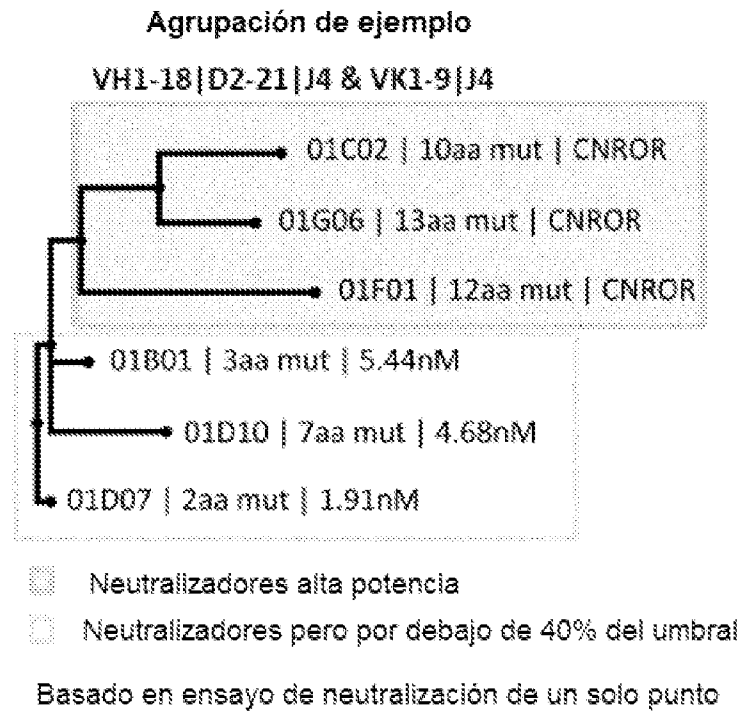 Agrupación de ejemplo
VH1-18|D2-21|J4 & VK1-9|J4
01C02 | 10aa mut | CNROR
01G06 | 13aa mut | CNROR
01F01 | 12aa mut | CNROR
01B01 | 3aa mut | 5.44nM
01D10 | 7aa mut | 4.68nM
01D07 | 2aa mut | 1.91nM
Neutralizadores alta potencia
Neutralizadores pero por debajo de 40% del umbral
Basado en ensayo de neutralización de un solo punto